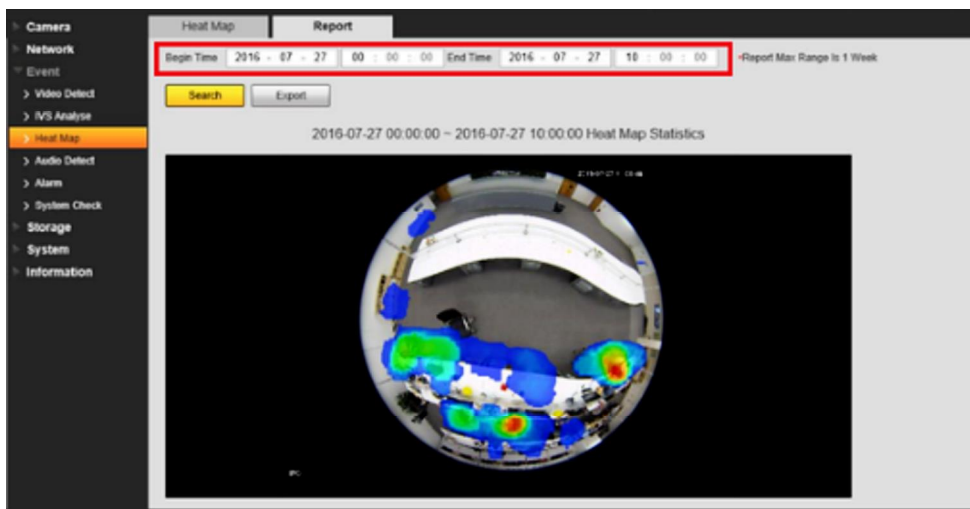 Camera
Network
Event
Video Detect
IVS Analyse
Heat Map
Audio Detect
Alarm
System Check
Storage
System
Information
Heat Map Report
Begin Time 2016 - 07 - 27 00 : 00 : 00 End Time 2016 - 07 - 27 10 : 00 : 00 *Report Max Range Is 1 Week
Search Export
2016-07-27 00:00:00 ~ 2016-07-27 10:00:00 Heat Map Statistics
IPC